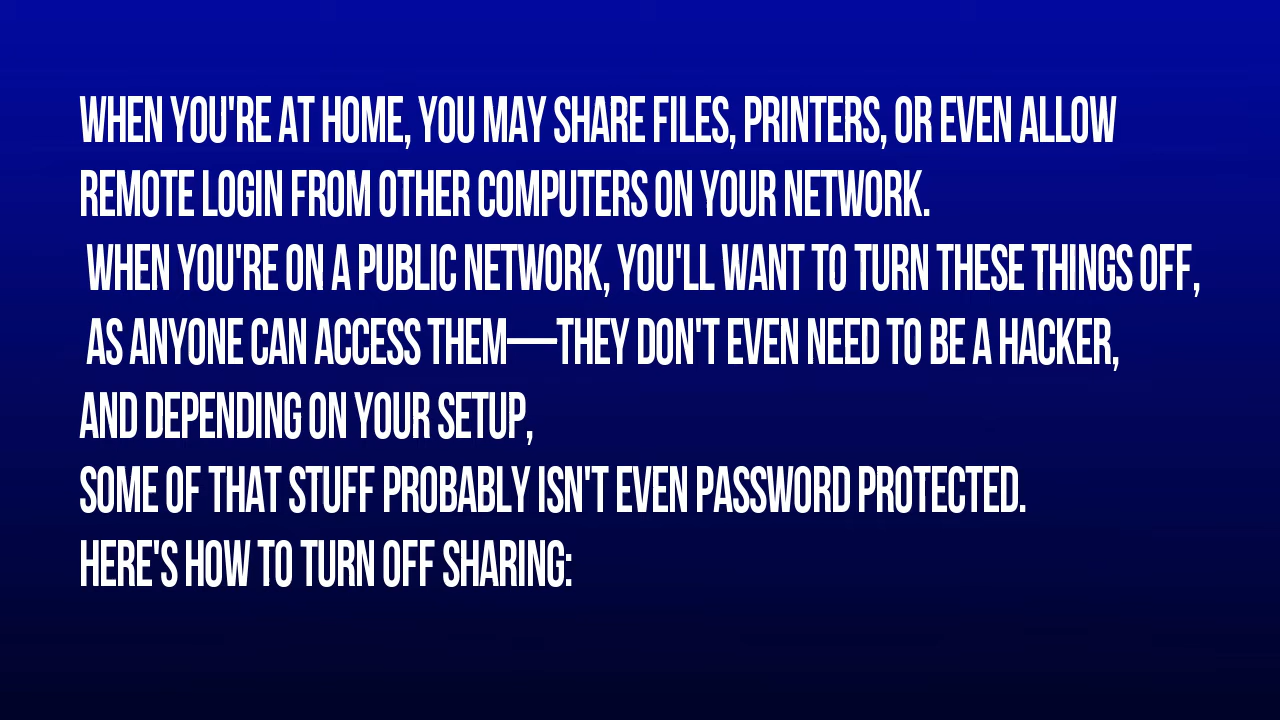 WHEN YOU'RE AT HOME, YOU MAY SHARE FILES, PRINTERS, OR EVEN ALLOW
REMOTE LOGIN FROM OTHER COMPUTERS ON YOUR NETWORK.
WHEN YOU'RE ON A PUBLIC NETWORK, YOU'LL WANT TO TURN THESE THINGS OFF,
AS ANYONE CAN ACCESS THEM—THEY DON'T EVEN NEED TO BE A HACKER,
AND DEPENDING ON YOUR SETUP,
SOME OF THAT STUFF PROBABLY ISN'T EVEN PASSWORD PROTECTED.
HERE'S HOW TO TURN OFF SHARING: